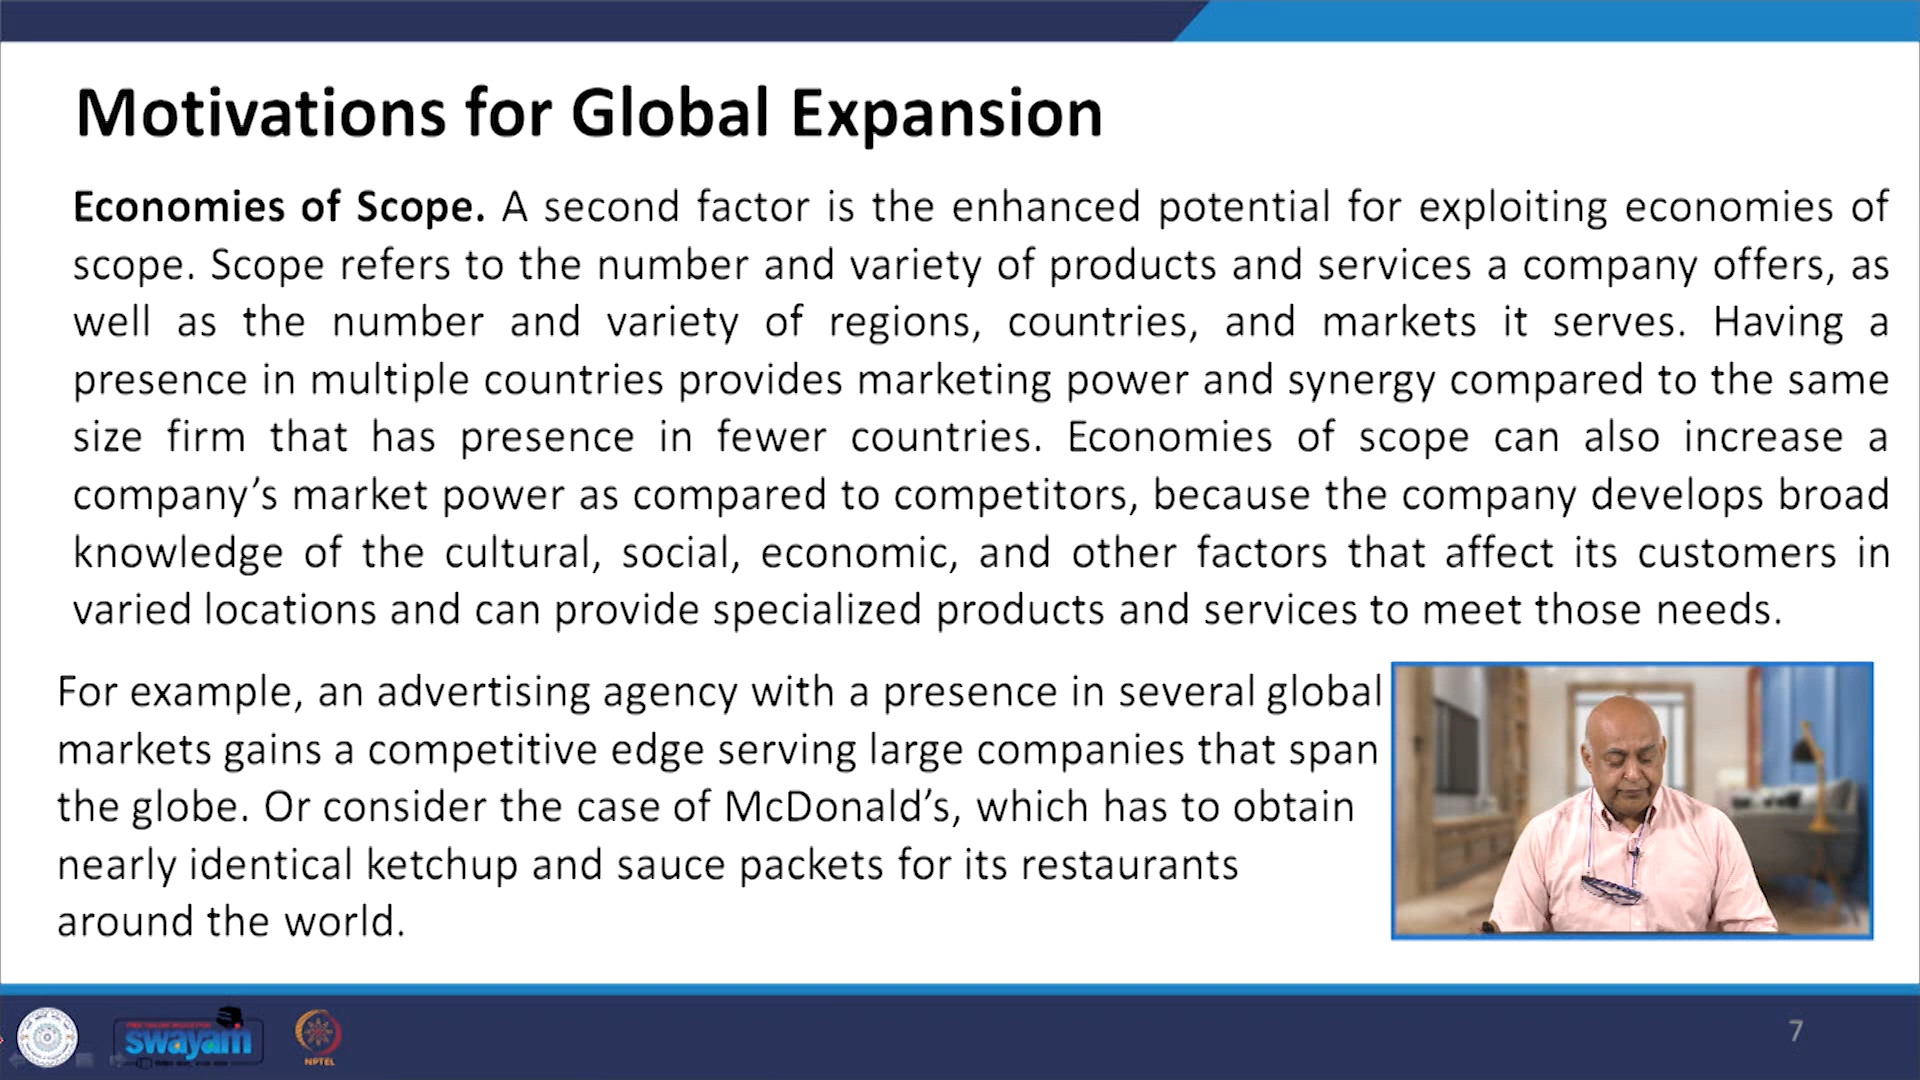 Motivations for Global Expansion
Economies of Scope. A second factor is the enhanced potential for exploiting economies of
scope. Scope refers to the number and variety of products and services a company offers, as
well as the number and variety of regions, countries, and markets it serves. Having a
presence in multiple countries provides marketing power and synergy compared to the same
size firm that has presence in fewer countries. Economies of scope can also increase a
company’s market power as compared to competitors, because the company develops broad
knowledge of the cultural, social, economic, and other factors that affect its customers in
varied locations and can provide specialized products and services to meet those needs.
For example, an advertising agency with a presence in several global
markets gains a competitive edge serving large companies that span
the globe. Or consider the case of McDonald’s, which has to obtain
nearly identical ketchup and sauce packets for its restaurants
around the world.
swayam
NPTEL
7